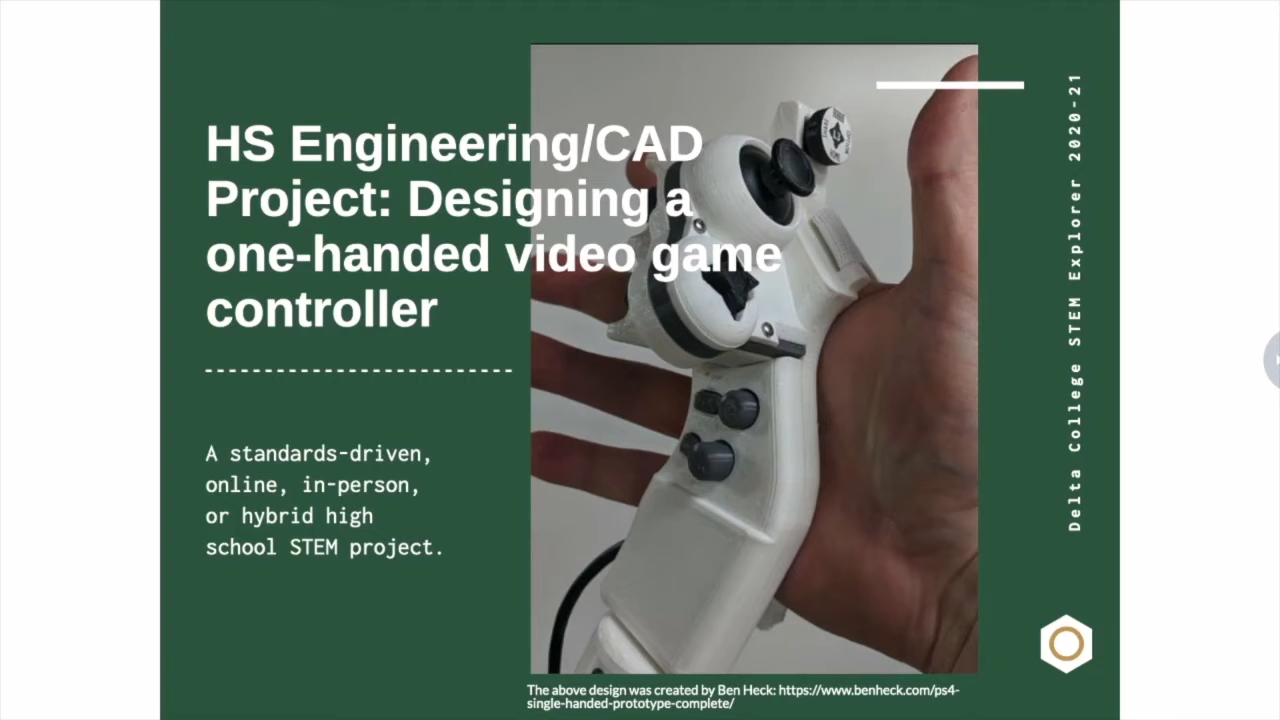 HS Engineering/CAD
Project: Designing a
one-handed video game
controller
A standards-driven,
online, in-person,
or hybrid high
school STEM project.
Delta College STEM Explorer 2020-21
The above design was created by Ben Heck: https://www.benheck.com/ps4-
single-handed-prototype-complete/